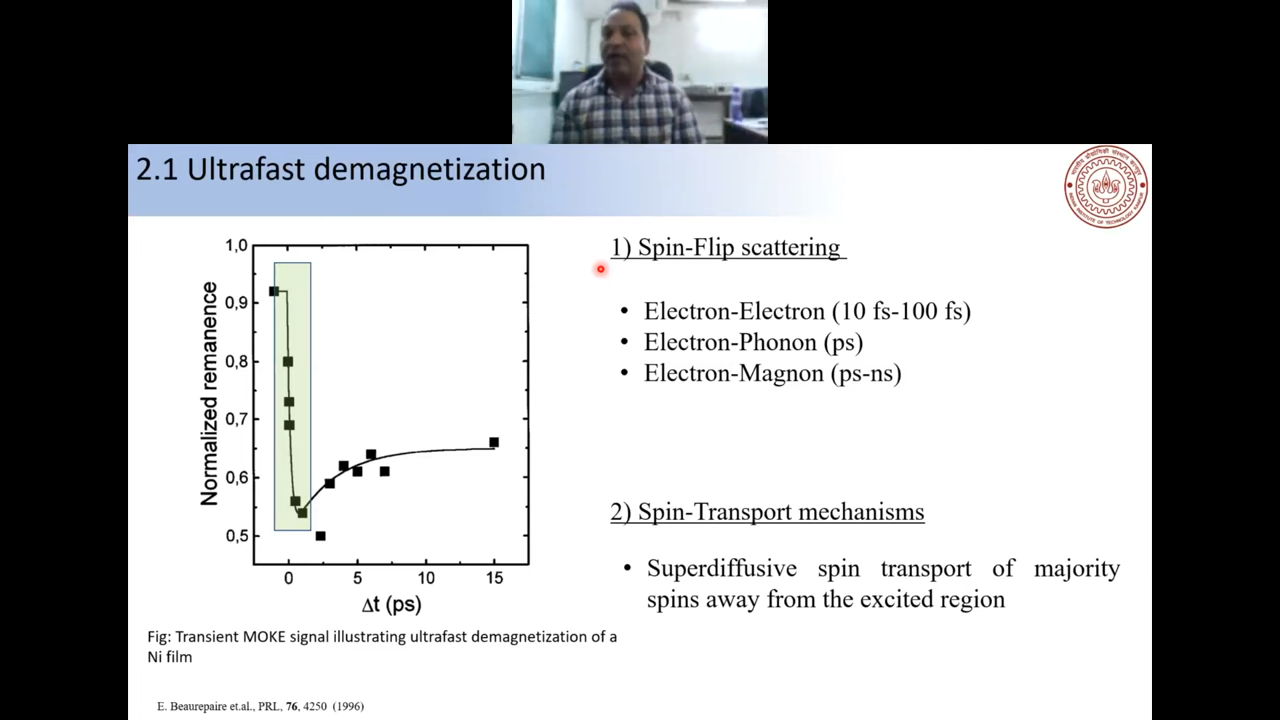 2.1 Ultrafast demagnetization
1,0
0,9
0,8
0,7
0,6
0,5
Normalized remanence
0
5
10
15
Δt (ps)
Fig: Transient MOKE signal illustrating ultrafast demagnetization of a
Ni film
E. Beaurepaire et.al., PRL, 76, 4250 (1996)
1) Spin-Flip scattering
• Electron-Electron (10 fs-100 fs)
• Electron-Phonon (ps)
• Electron-Magnon (ps-ns)
2) Spin-Transport mechanisms
• Superdiffusive spin transport of majority
spins away from the excited region